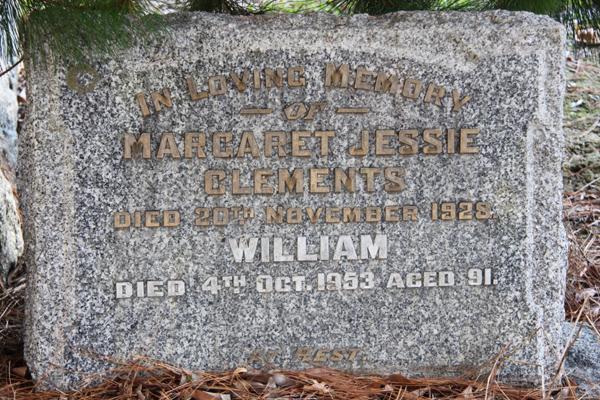 IN LOVING MEMORY
OF
MARGARET JESSIE
CLEMENTS
DIED 20TH NOVEMBER 1928.
WILLIAM
DIED 4TH OCT. 1953 AGED 91.
AT REST.